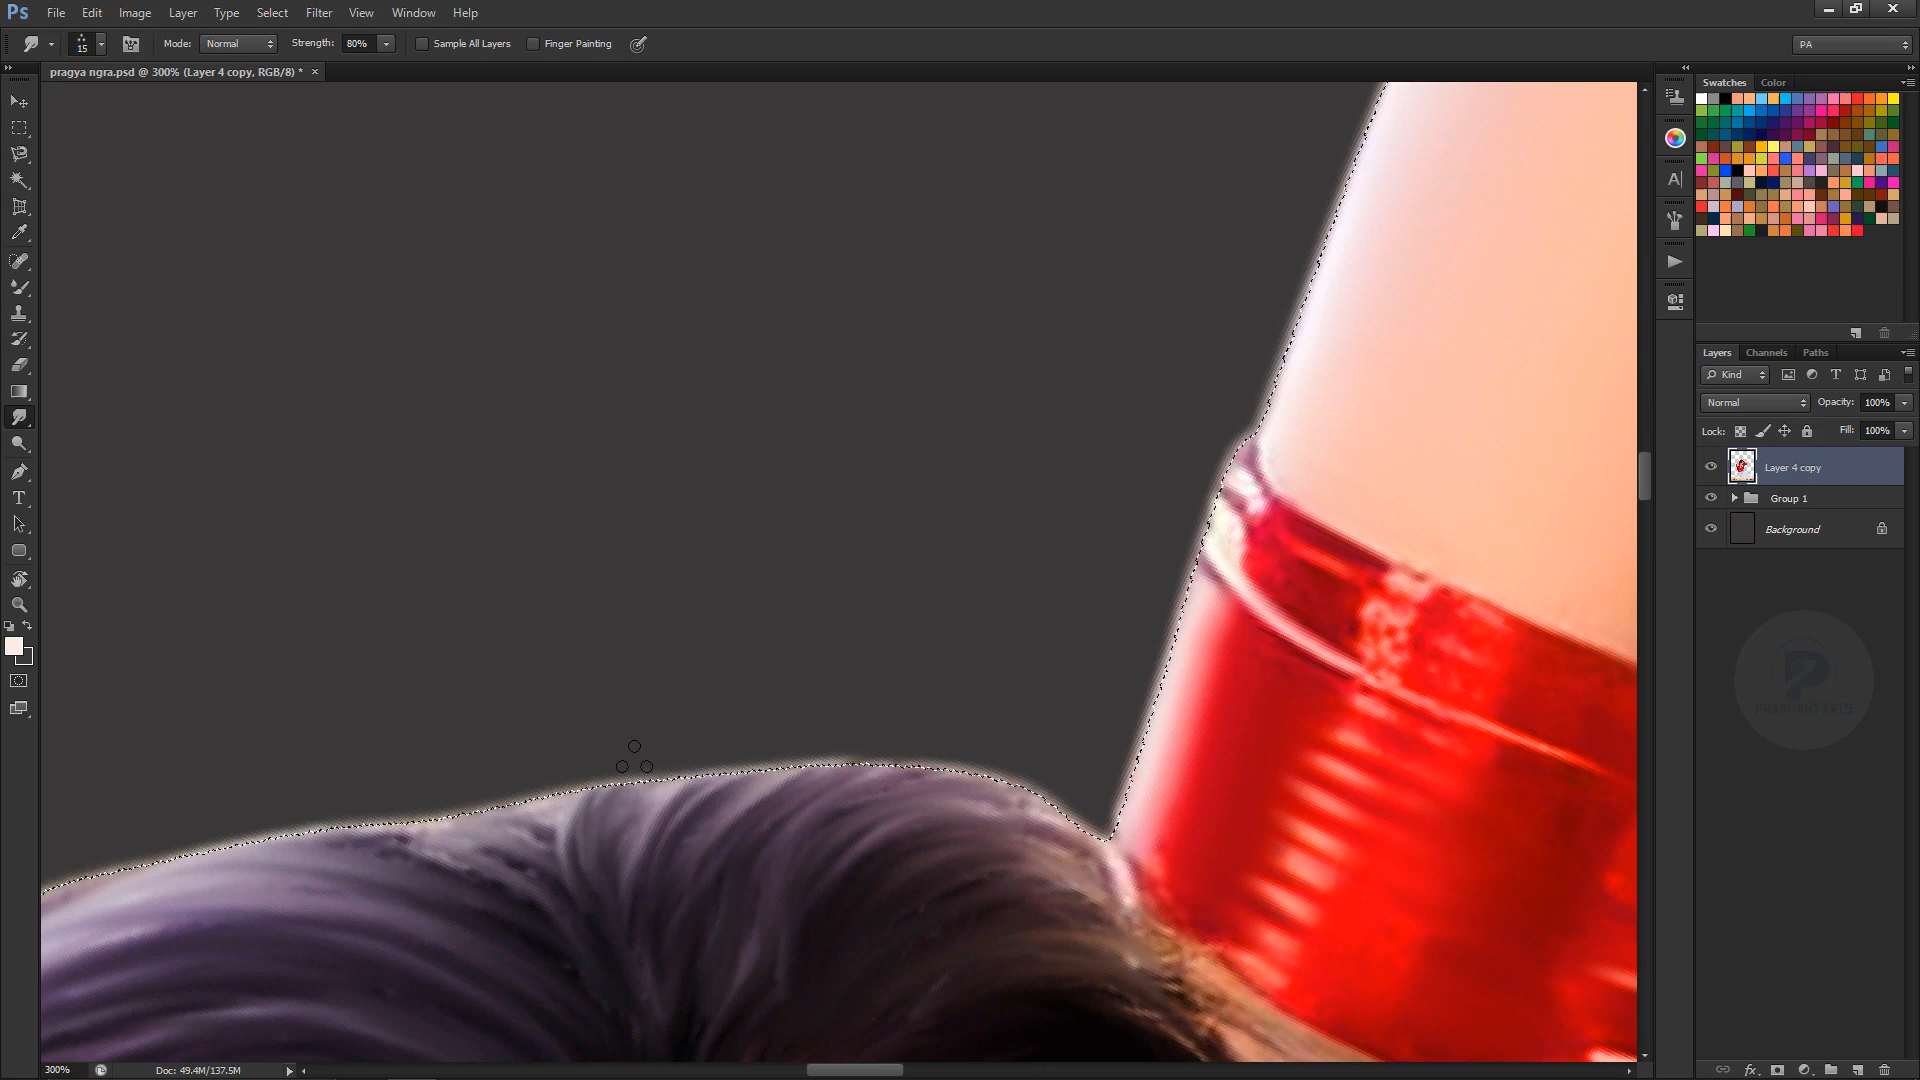 Ps File Edit Image Layer Type Select Filter View Window Help
15 Mode: Normal Strength: 80% Sample All Layers Finger Painting PA
pragya ngra.psd @ 300% (Layer 4 copy, RGB/8) * ×
Swatches Color
Layers Channels Paths
Kind
Normal Opacity: 100%
Lock: Fill: 100%
Layer 4 copy
Group 1
Background
PRASHANT ARTS
300% Doc: 49.4M/137.5M